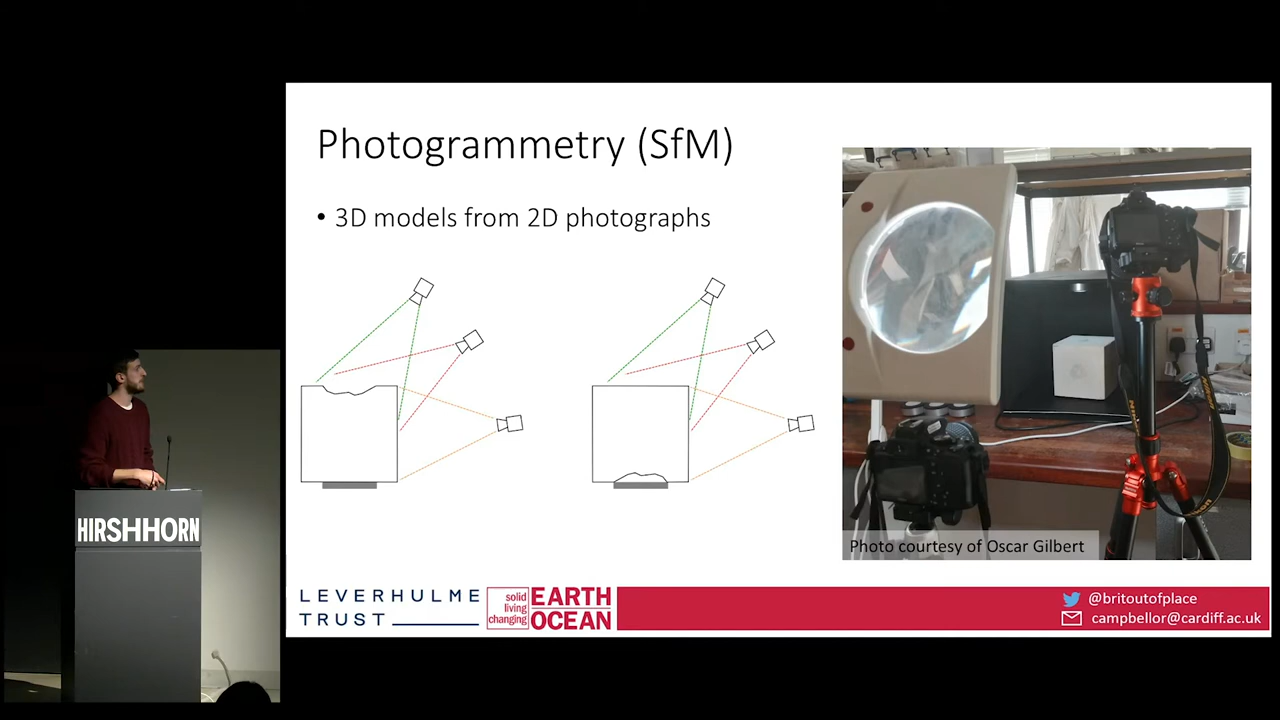 Photogrammetry (SfM)
• 3D models from 2D photographs
Photo courtesy of Oscar Gilbert
HIRSHHORN
LEVERHULME
TRUST
solid
living
changing
EARTH
OCEAN
@britoutofplace
campbellor@cardiff.ac.uk